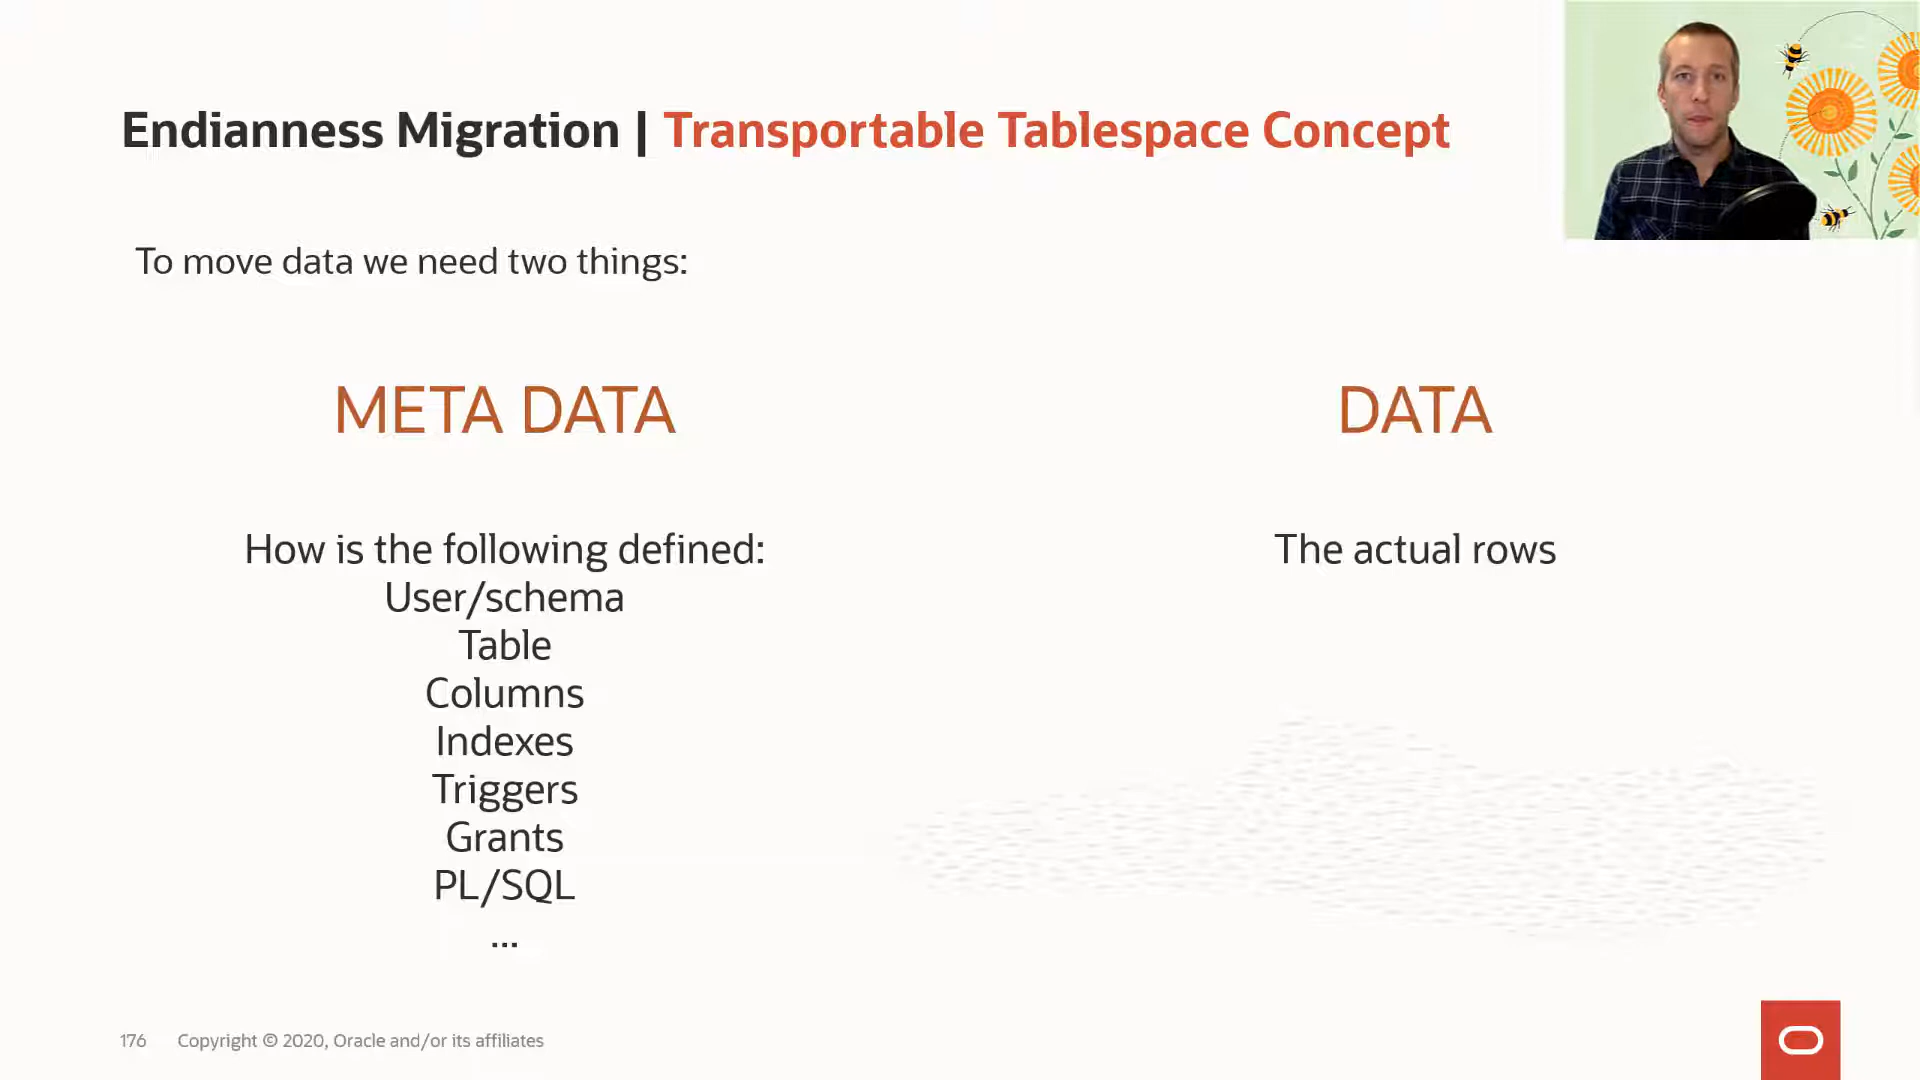 Endianness Migration | Transportable Tablespace Concept
To move data we need two things:
META DATA
How is the following defined:
User/schema
Table
Columns
Indexes
Triggers
Grants
PL/SQL
...
DATA
The actual rows
176 Copyright © 2020, Oracle and/or its affiliates